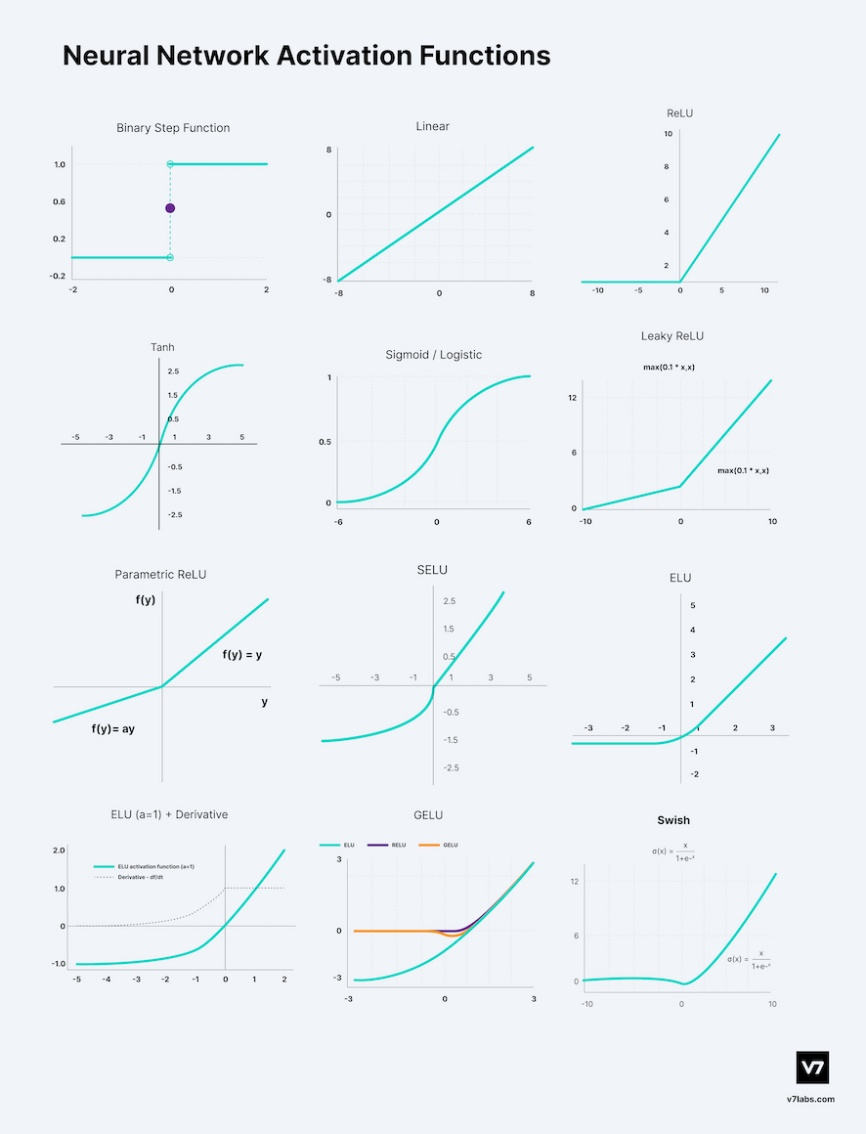 Neural Network Activation Functions
Binary Step Function
1.0
0.6
0.2
-0.2
-2 0 2
Linear
8
0
-8
-8 0 8
ReLU
10
8
6
4
2
-10 -5 0 5 10
Tanh
2.5
1.5
0.5
-5 -3 -1 1 3 5
-0.5
-1.5
-2.5
Sigmoid / Logistic
1
0.5
0
-6 0 6
Leaky ReLU
max(0.1 * x,x)
12
6
max(0.1 * x,x)
0
-10 0 10
Parametric ReLU
f(y)
f(y) = y
y
f(y)= ay
SELU
2.5
1.5
0.5
-5 -3 -1 1 3 5
-0.5
-1.5
-2.5
ELU
5
4
3
2
1
-3 -2 -1 1 2 3
-1
-2
ELU (a=1) + Derivative
2.0
ELU activation function (a=1)
Derivative - df/dt
1.0
0
-1.0
-5 -4 -3 -2 -1 0 1 2
GELU
ELU RELU GELU
3
0
-3
-3 0 3
Swish
σ(x) = x
1+e-ˣ
12
6
σ(x) = x
1+e-ˣ
0
-10 0 10
V7
v7labs.com